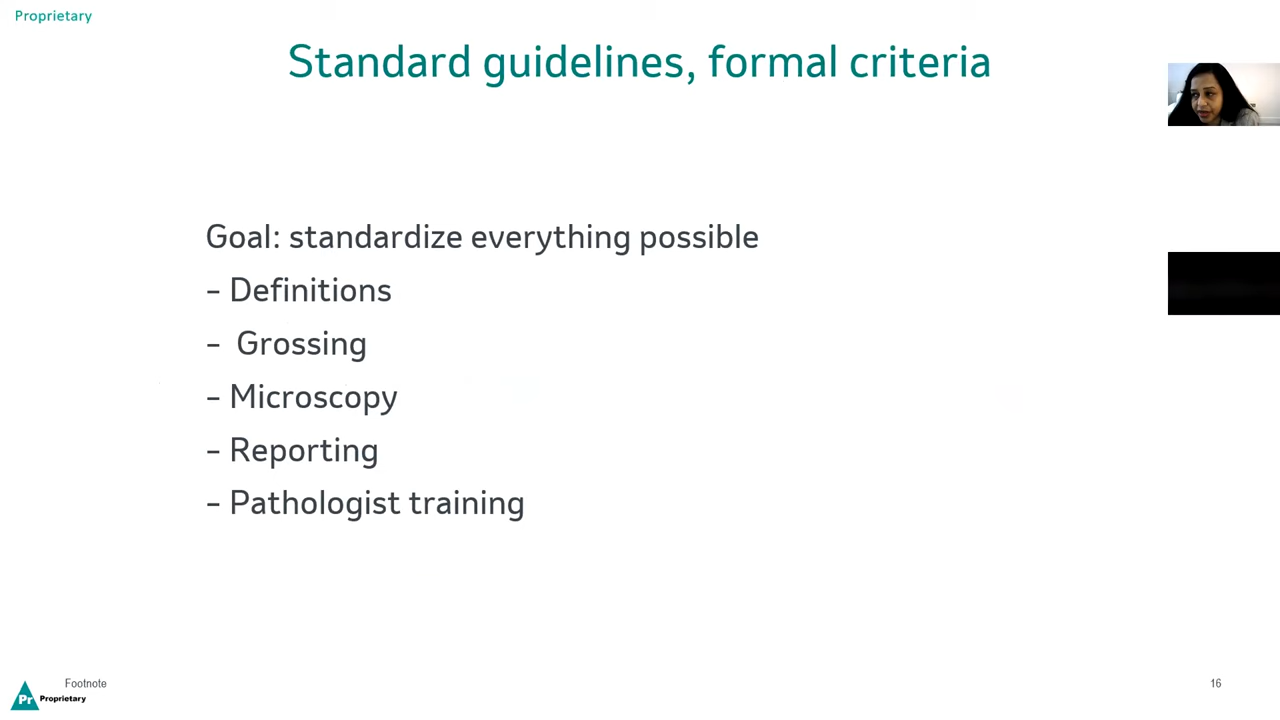 Proprietary
Standard guidelines, formal criteria
Goal: standardize everything possible
– Definitions
– Grossing
– Microscopy
– Reporting
– Pathologist training
Footnote
Pr Proprietary
16